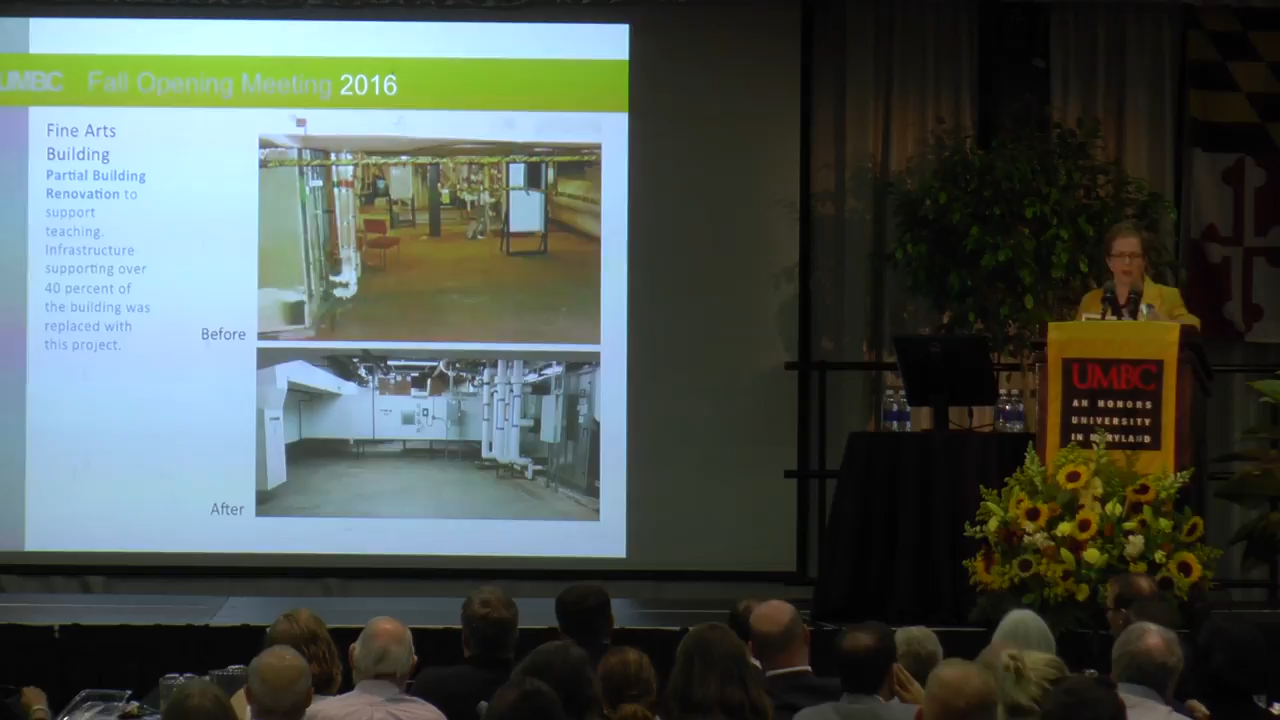 UMBC Fall Opening Meeting 2016
Fine Arts
Building
Partial Building
Renovation to
support
teaching.
Infrastructure
supporting over
40 percent of
the building was
replaced with
this project.
Before
After
UMBC
AN HONORS
UNIVERSITY
IN MARYLAND